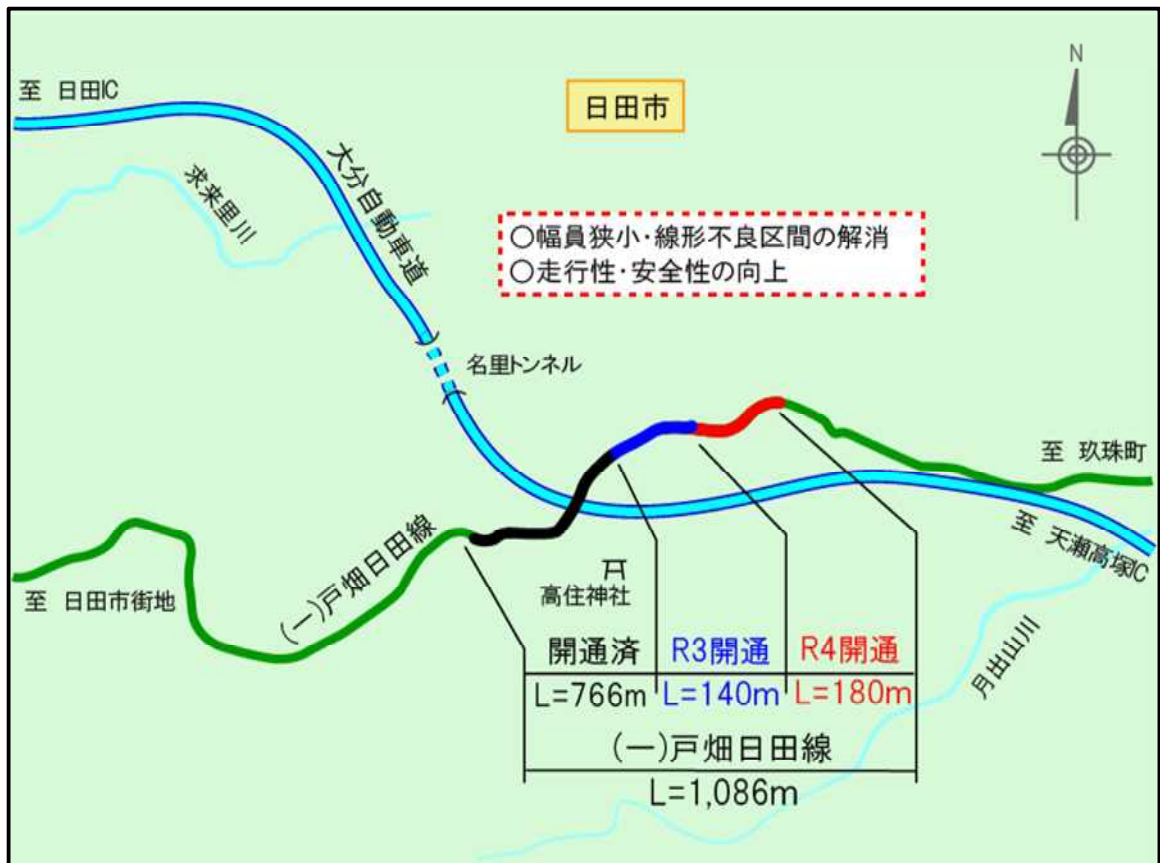 至 日田IC
日田市
N
大分自動車道
求来里川
○幅員狭小・線形不良区間の解消
○走行性・安全性の向上
名里トンネル
至 玖珠町
至 天瀬高塚IC
(一)戸畑日田線
至 日田市街地
高住神社
月出山川
開通済
R3開通
R4開通
L=766m
L=140m
L=180m
(一)戸畑日田線
L=1,086m